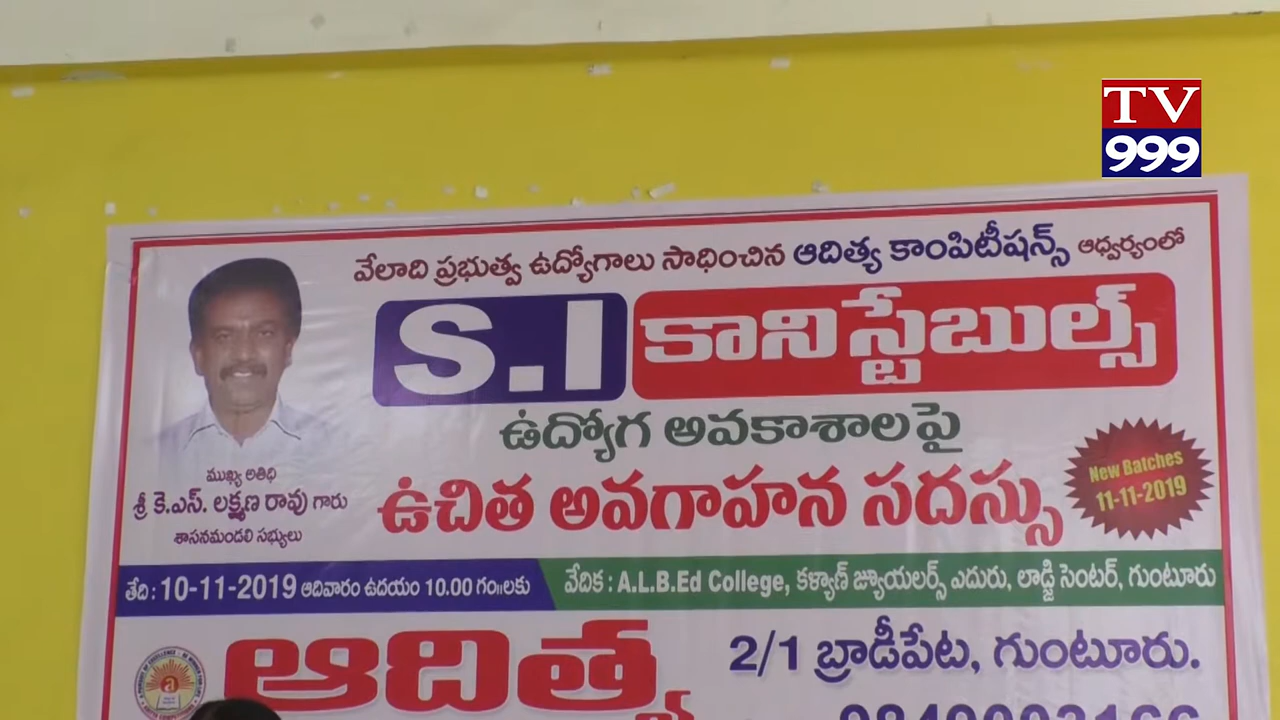 TV
999
వేలాది ప్రభుత్వ ఉద్యోగాలు సాధించిన ఆదిత్య కాంపిటీషన్స్ ఆధ్వర్యంలో
S.I కానిస్టేబుల్స్
ఉద్యోగ అవకాశాలపై
ఉచిత అవగాహన సదస్సు
New Batches
11-11-2019
ముఖ్య అతిధి
శ్రీ కె.ఎస్. లక్ష్మణ రావు గారు
శాసనమండలి సభ్యులు
తేది : 10-11-2019 ఆదివారం ఉదయం 10.00 గం॥లకు
వేదిక : A.L.B.Ed College, కళ్యాణ్ జ్యూయలర్స్ ఎదురు, లాడ్జి సెంటర్, గుంటూరు
ఆదిత్య
2/1 బ్రాడీపేట, గుంటూరు.